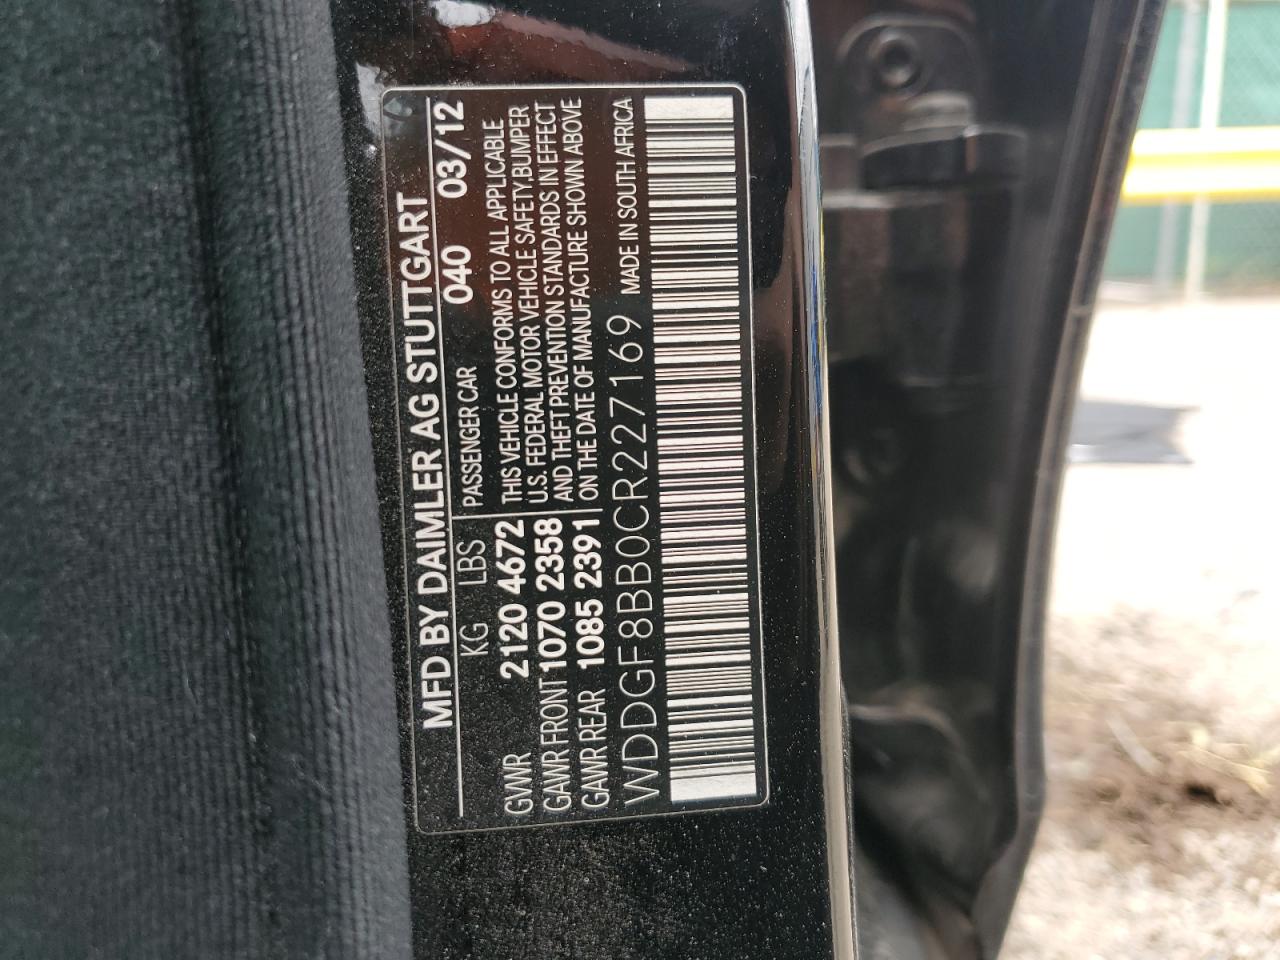 MFD BY DAIMLER AG STUTTGART
KG LBS PASSENGER CAR 040 03/12
GVWR 2120 4672 THIS VEHICLE CONFORMS TO ALL APPLICABLE
GAWR FRONT 1070 2358 U.S. FEDERAL MOTOR VEHICLE SAFETY,BUMPER
GAWR REAR 1085 2391 AND THEFT PREVENTION STANDARDS IN EFFECT
ON THE DATE OF MANUFACTURE SHOWN ABOVE
WDDGF8BB0CR227169 MADE IN SOUTH AFRICA